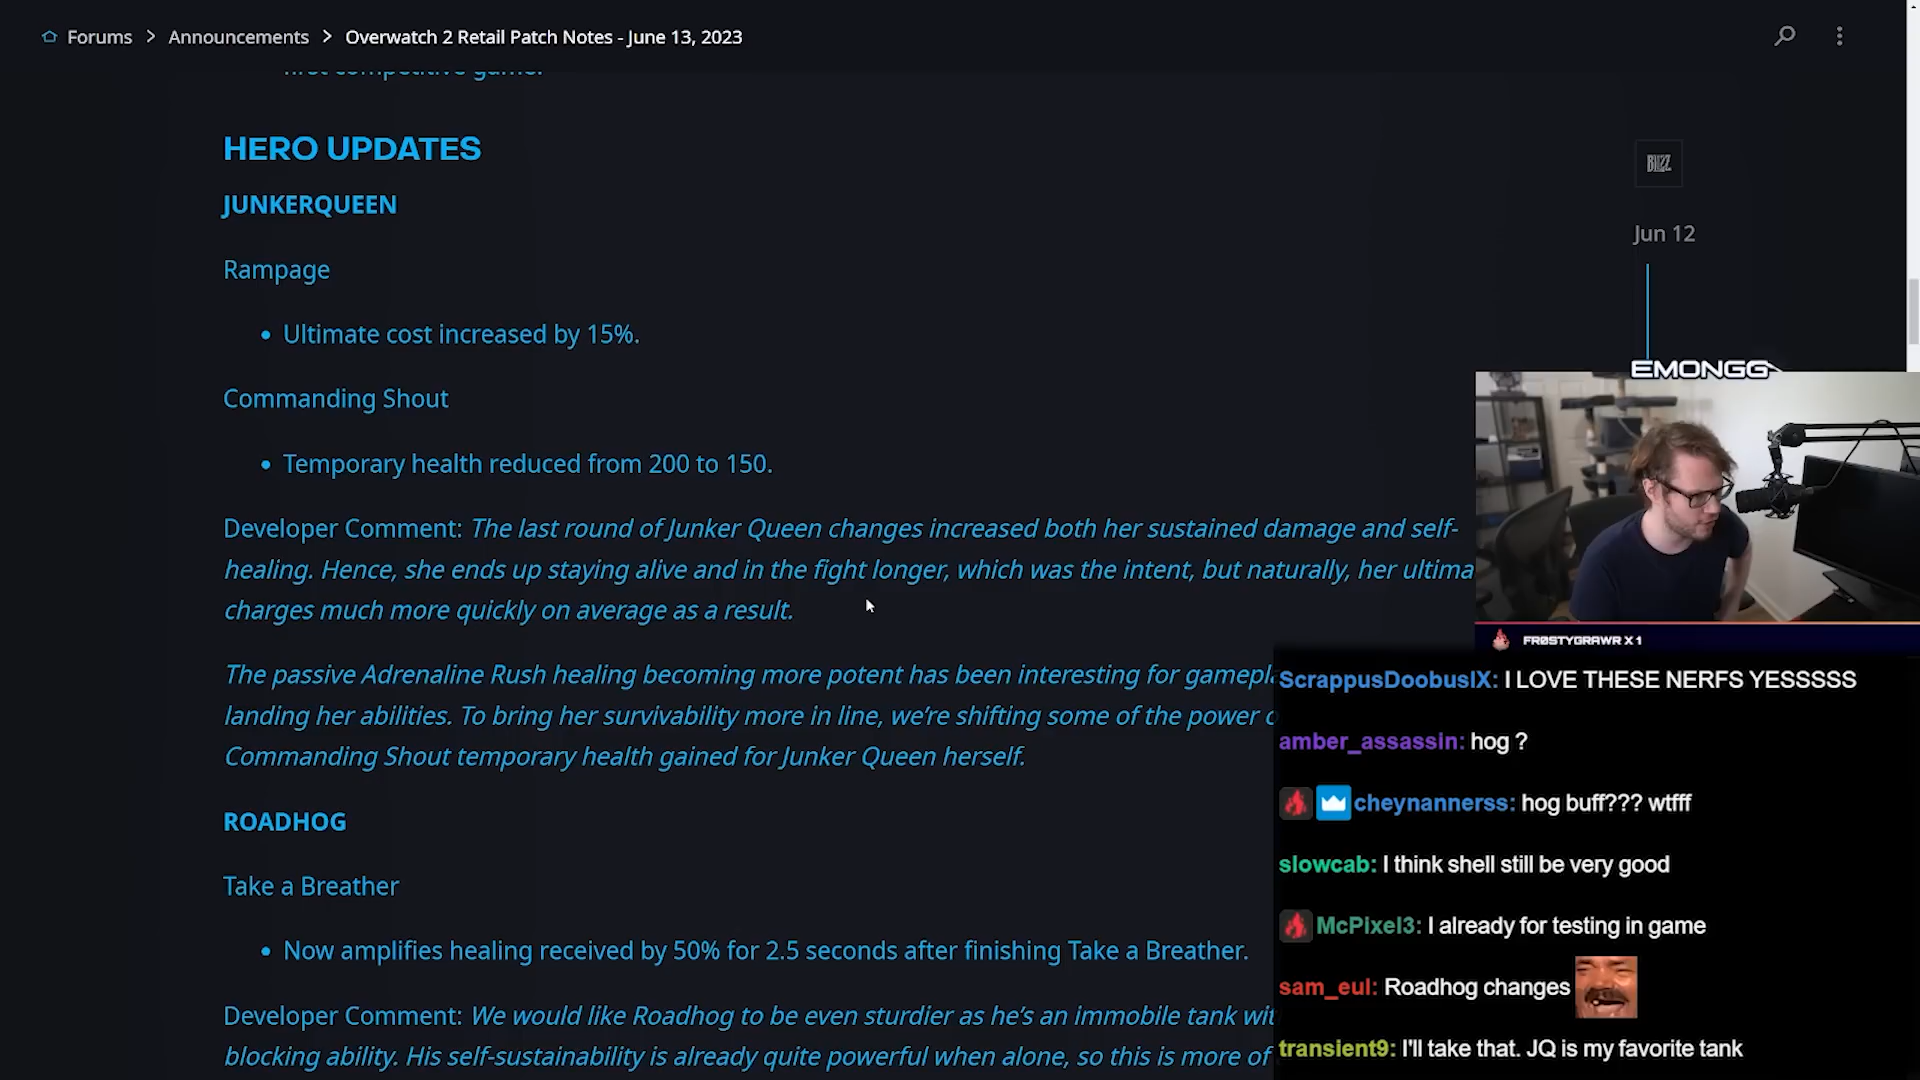 Forums > Announcements > Overwatch 2 Retail Patch Notes - June 13, 2023
first competitive game.
HERO UPDATES
JUNKERQUEEN
Rampage
• Ultimate cost increased by 15%.
Commanding Shout
• Temporary health reduced from 200 to 150.
Developer Comment: The last round of Junker Queen changes increased both her sustained damage and self-
healing. Hence, she ends up staying alive and in the fight longer, which was the intent, but naturally, her ultima
charges much more quickly on average as a result.
The passive Adrenaline Rush healing becoming more potent has been interesting for gamepla
landing her abilities. To bring her survivability more in line, we're shifting some of the power o
Commanding Shout temporary health gained for Junker Queen herself.
ROADHOG
Take a Breather
• Now amplifies healing received by 50% for 2.5 seconds after finishing Take a Breather.
Developer Comment: We would like Roadhog to be even sturdier as he's an immobile tank wit
blocking ability. His self-sustainability is already quite powerful when alone, so this is more of
BLIZZ
Jun 12
EMONGG
FR0STYGRAWR X 1
ScrappusDoobusIX: I LOVE THESE NERFS YESSSSS
amber_assassin: hog ?
cheynannerss: hog buff??? wtfff
slowcab: I think shell still be very good
McPixel3: I already for testing in game
sam_eul: Roadhog changes
transient9: I'll take that. JQ is my favorite tank